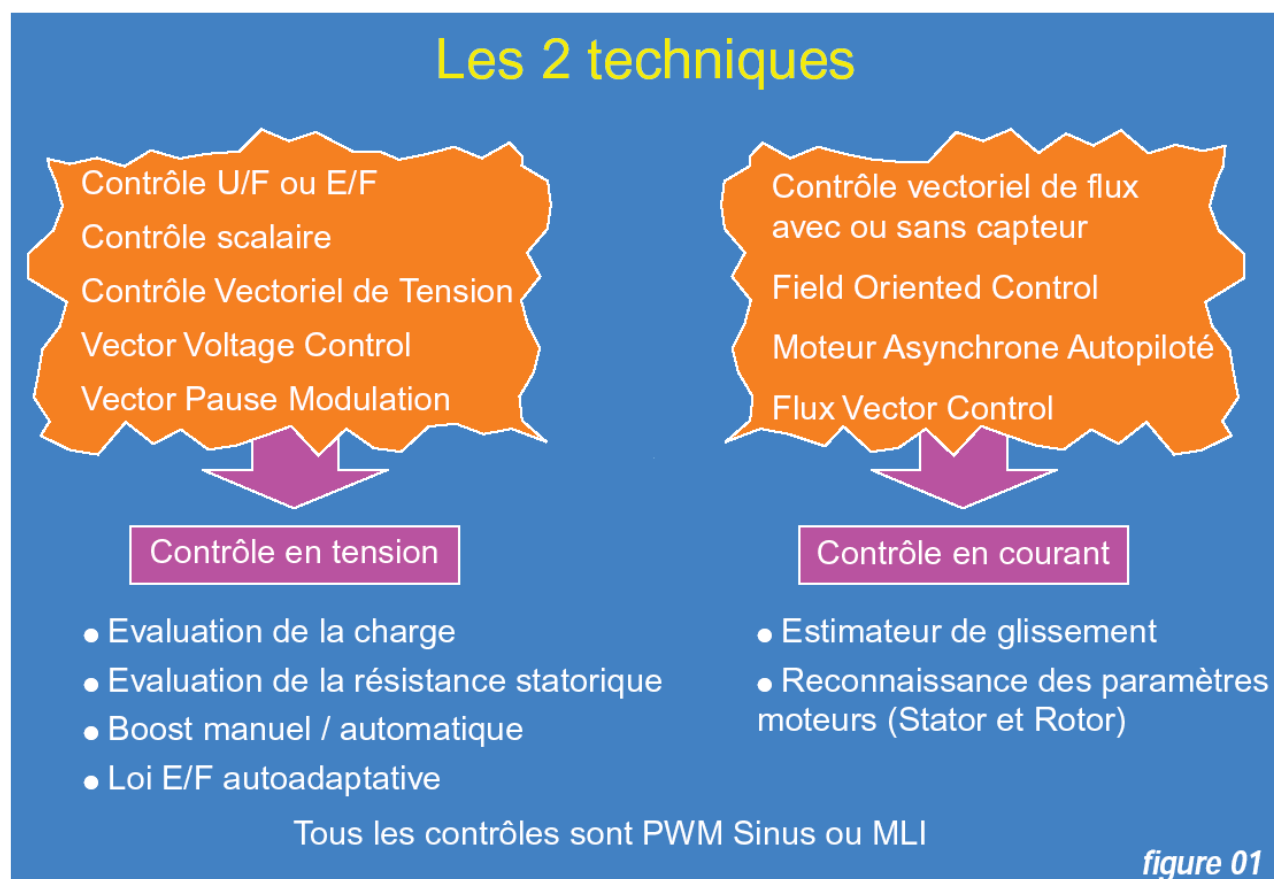 Les 2 techniques
Contrôle U/F ou E/F
Contrôle scalaire
Contrôle Vectoriel de Tension
Vector Voltage Control
Vector Pause Modulation
Contrôle vectoriel de flux
avec ou sans capteur
Field Oriented Control
Moteur Asynchrone Autopiloté
Flux Vector Control
Contrôle en tension
Contrôle en courant
● Evaluation de la charge
● Evaluation de la résistance statorique
● Boost manuel / automatique
● Loi E/F autoadaptative
● Estimateur de glissement
● Reconnaissance des paramètres
moteurs (Stator et Rotor)
Tous les contrôles sont PWM Sinus ou MLI
figure 01